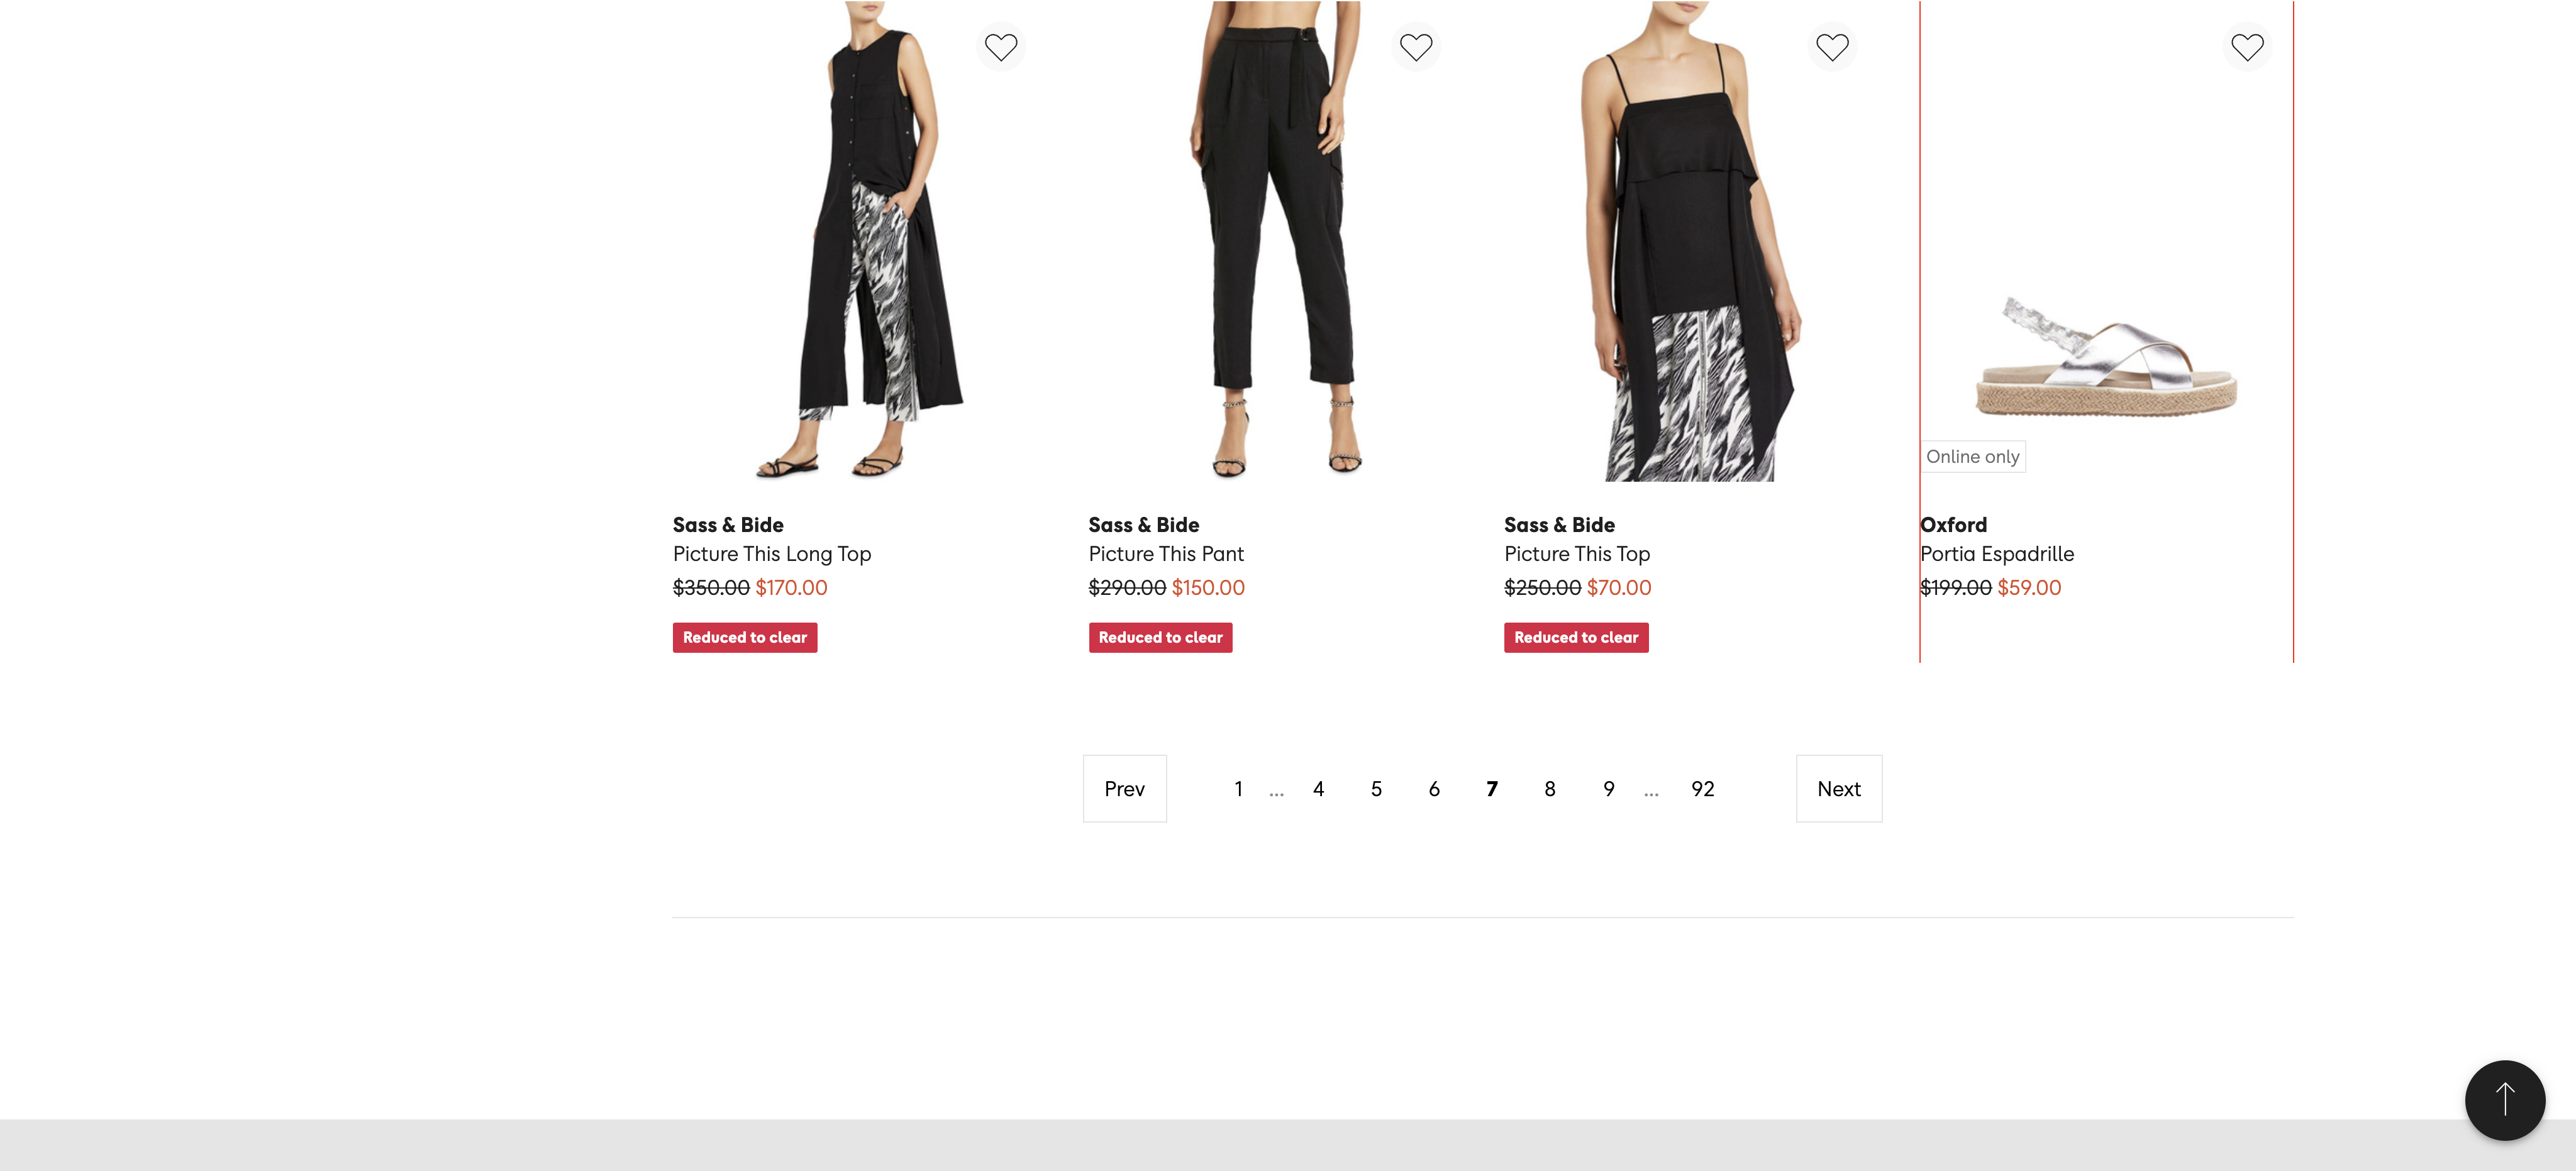 Online only
Sass & Bide
Picture This Long Top
$350.00 $170.00
Reduced to clear
Sass & Bide
Picture This Pant
$290.00 $150.00
Reduced to clear
Sass & Bide
Picture This Top
$250.00 $70.00
Reduced to clear
Oxford
Portia Espadrille
$199.00 $59.00
Prev 1 ... 4 5 6 7 8 9 ... 92 Next